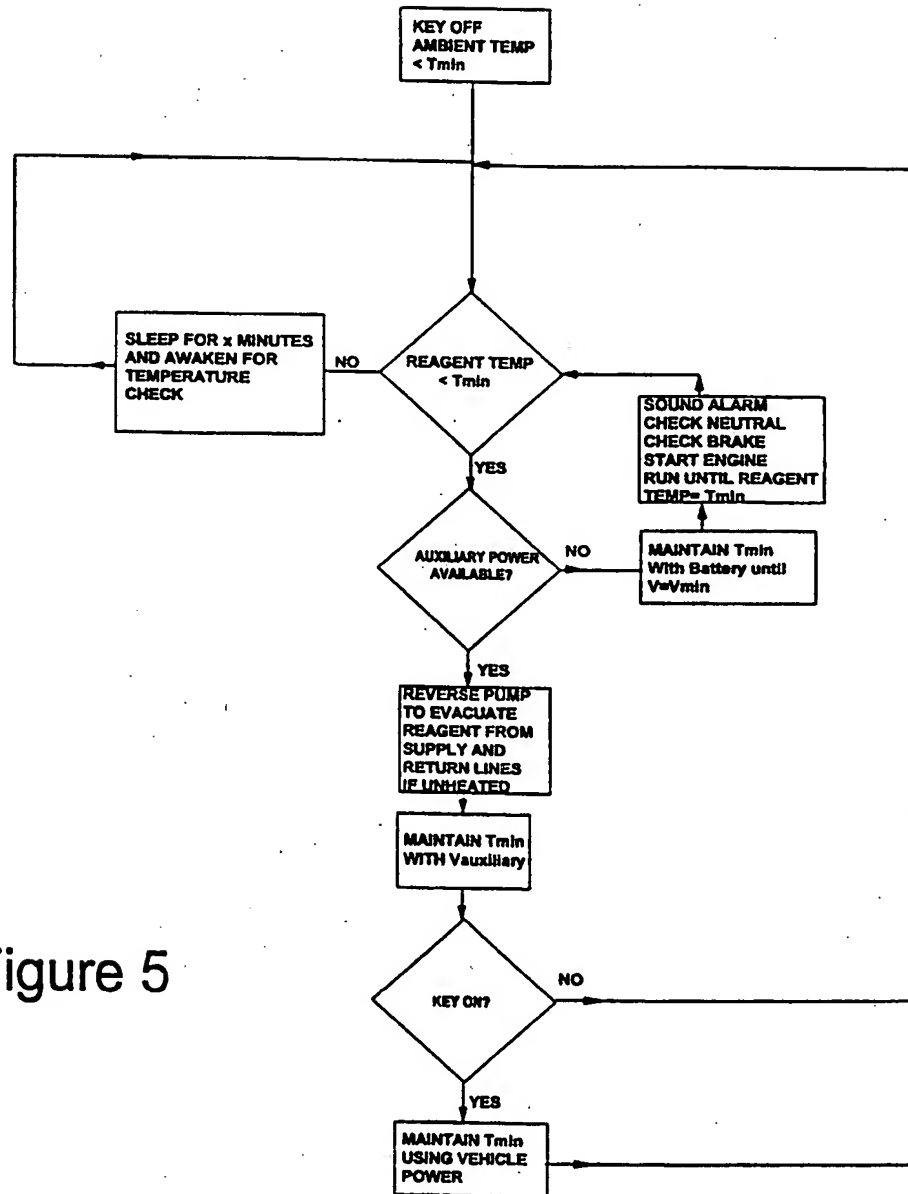 KEY OFF
AMBIENT TEMP
< Tmin
SLEEP FOR x MINUTES
AND AWAKEN FOR
TEMPERATURE
CHECK
NO
REAGENT TEMP
< Tmin
SOUND ALARM
CHECK NEUTRAL
CHECK BRAKE
START ENGINE
RUN UNTIL REAGENT
TEMP= Tmin
YES
AUXILIARY POWER
AVAILABLE?
NO
MAINTAIN Tmin
With Battery until
V=Vmin
YES
REVERSE PUMP
TO EVACUATE
REAGENT FROM
SUPPLY AND
RETURN LINES
IF UNHEATED
MAINTAIN Tmin
WITH Vauxiliary
igure 5
KEY ON?
NO
YES
MAINTAIN Tmin
USING VEHICLE
POWER